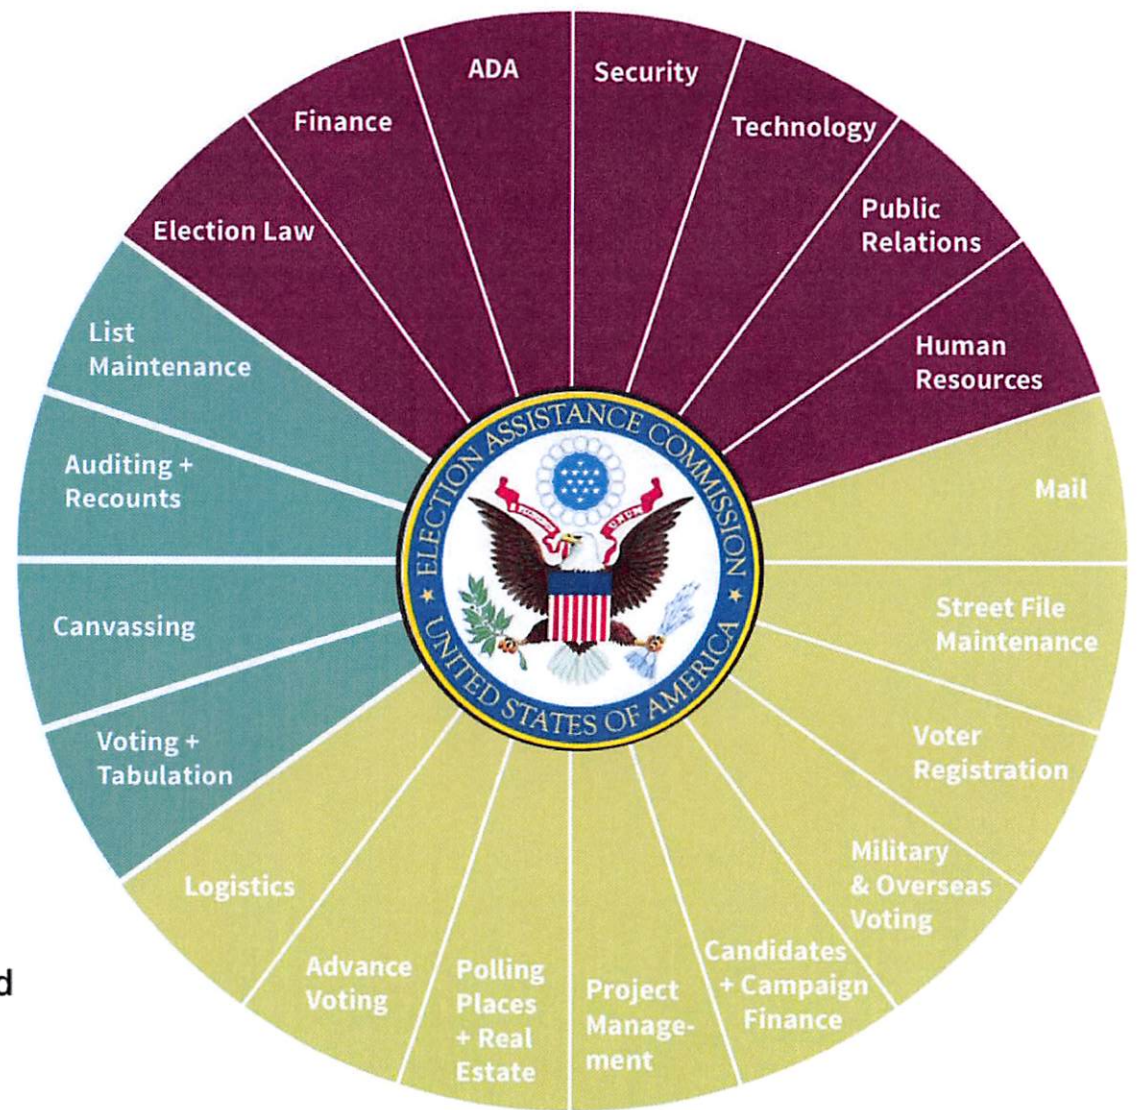 ADA
Security
Finance
Technology
Election Law
Public
Relations
Human
Resources
List
Maintenance
Auditing +
Recounts
Mail
Canvassing
Street File
Maintenance
Voting +
Tabulation
Voter
Registration
Military
& Overseas
Voting
Logistics
Candidates
+ Campaign
Finance
Advance
Voting
Polling
Places
+ Real
Estate
Project
Manage-
ment
ELECTION ASSISTANCE COMMISSION
UNITED STATES OF AMERICA
UNUM
d